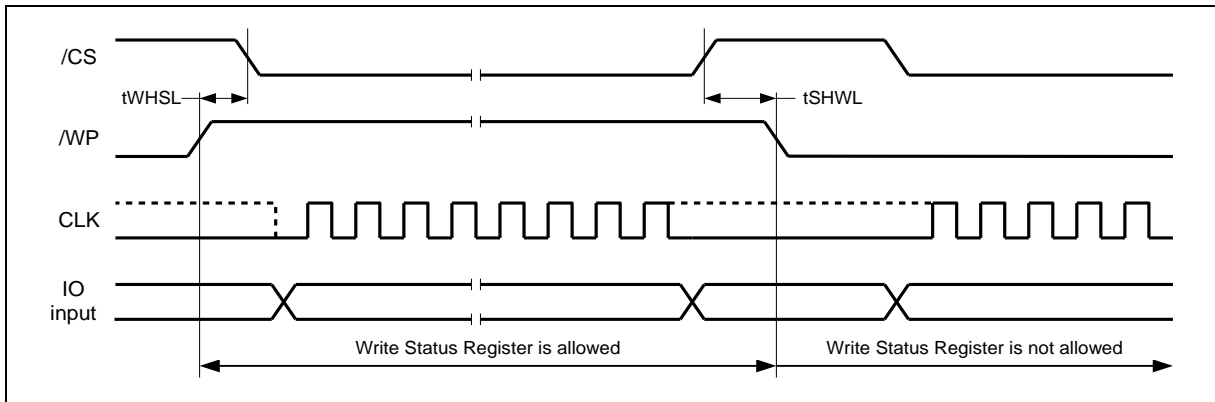 /CS
tWHSL
tSHWL
/WP
CLK
IO
input
Write Status Register is allowed
Write Status Register is not allowed